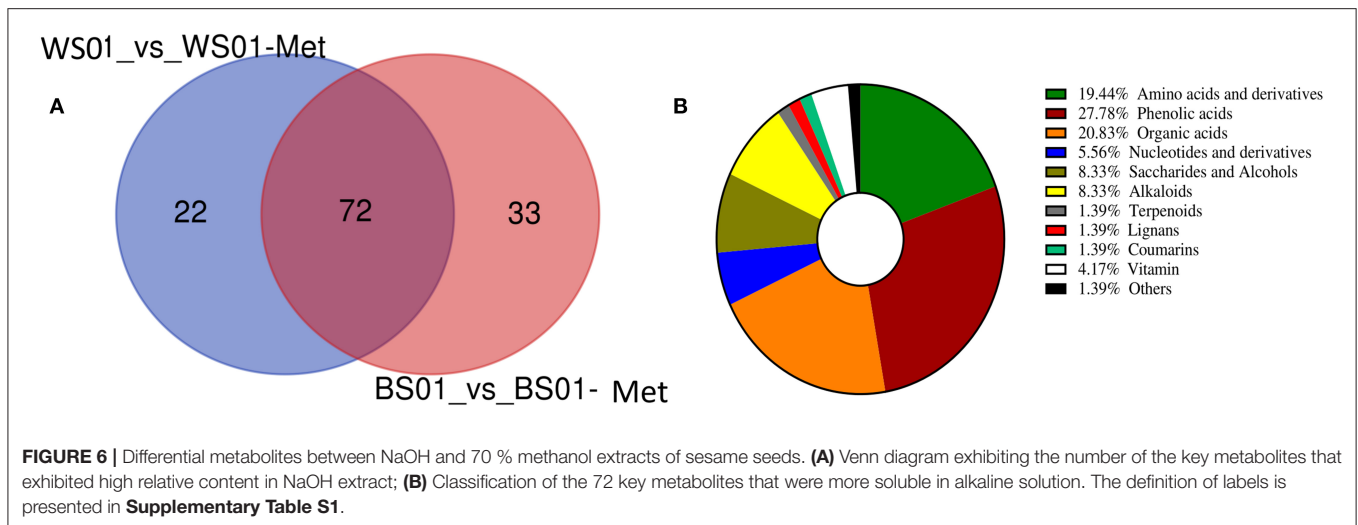 WS01_vs_WS01-Met
A
22
72
33
BS01_vs_BS01- Met
B
19.44% Amino acids and derivatives
27.78% Phenolic acids
20.83% Organic acids
5.56% Nucleotides and derivatives
8.33% Saccharides and Alcohols
8.33% Alkaloids
1.39% Terpenoids
1.39% Lignans
1.39% Coumarins
4.17% Vitamin
1.39% Others
FIGURE 6 | Differential metabolites between NaOH and 70 % methanol extracts of sesame seeds. (A) Venn diagram exhibiting the number of the key metabolites that
exhibited high relative content in NaOH extract; (B) Classification of the 72 key metabolites that were more soluble in alkaline solution. The definition of labels is
presented in Supplementary Table S1.